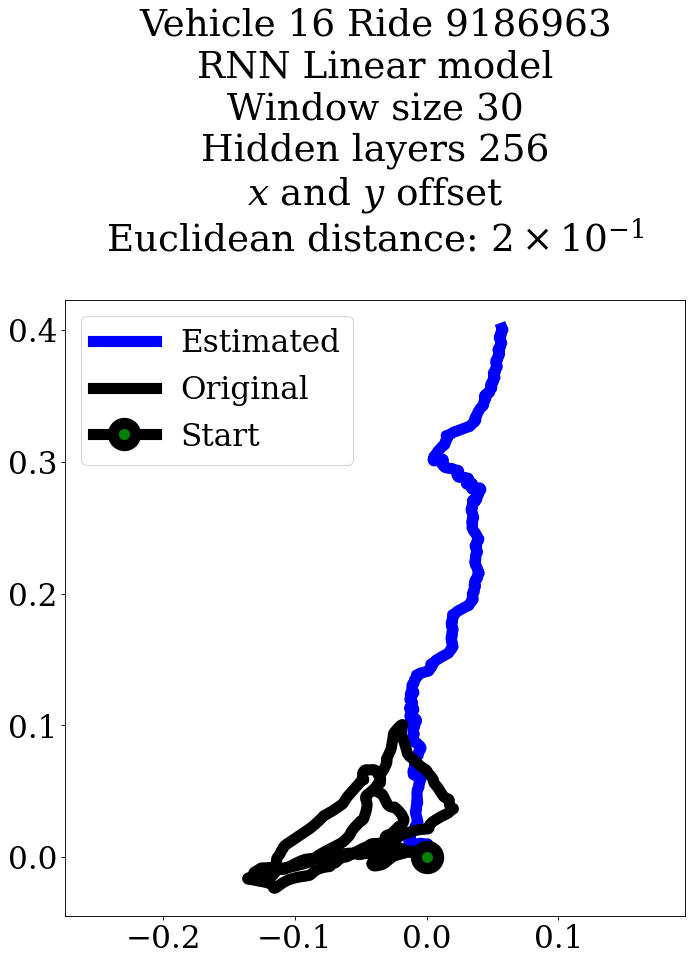 Vehicle 16 Ride 9186963
RNN Linear model
Window size 30
Hidden layers 256
x and y offset
Euclidean distance: 2 × 10⁻¹
Estimated
Original
Start
0.4
0.3
0.2
0.1
0.0
−0.2
−0.1
0.0
0.1